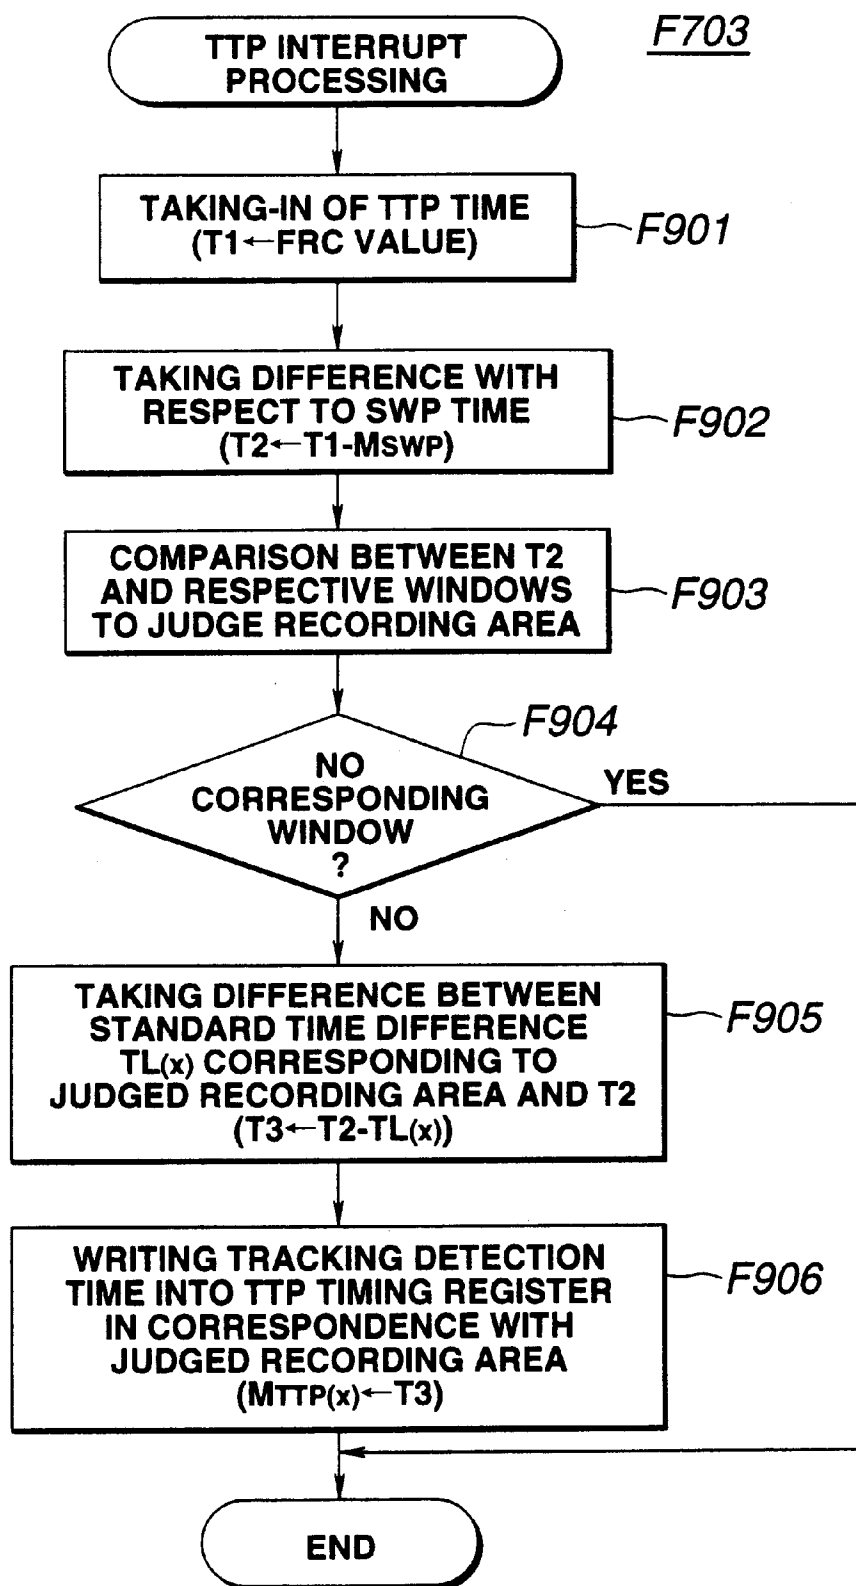 F703
TTP INTERRUPT
PROCESSING
TAKING-IN OF TTP TIME
(T1←FRC VALUE)
F901
TAKING DIFFERENCE WITH
RESPECT TO SWP TIME
(T2←T1-MSWP)
F902
COMPARISON BETWEEN T2
AND RESPECTIVE WINDOWS
TO JUDGE RECORDING AREA
F903
F904
NO
CORRESPONDING
WINDOW
?
YES
NO
TAKING DIFFERENCE BETWEEN
STANDARD TIME DIFFERENCE
TL(x) CORRESPONDING TO
JUDGED RECORDING AREA AND T2
(T3←T2-TL(x))
F905
WRITING TRACKING DETECTION
TIME INTO TTP TIMING REGISTER
IN CORRESPONDENCE WITH
JUDGED RECORDING AREA
(MTTP(x)←T3)
F906
END